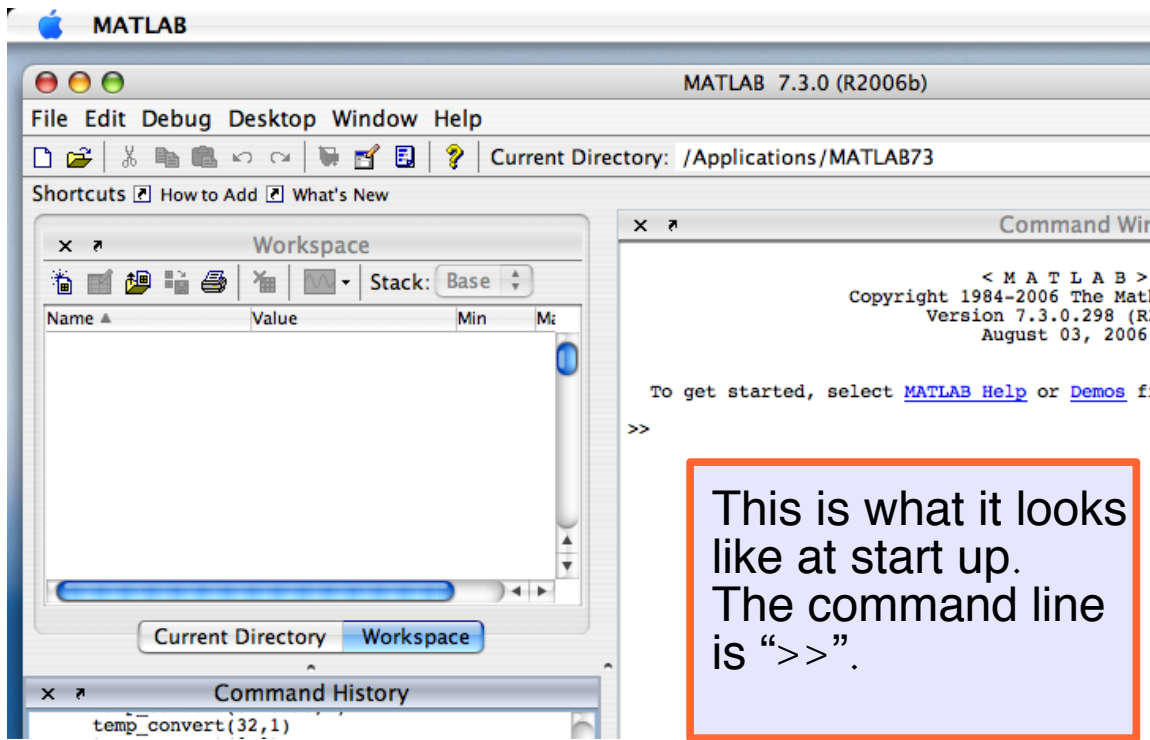 MATLAB
MATLAB 7.3.0 (R2006b)
File Edit Debug Desktop Window Help
Current Directory: /Applications/MATLAB73
Shortcuts How to Add What's New
Workspace
Stack: Base
Name Value Min
Current Directory Workspace
Command History
temp_convert(32,1)
Command
< M A T L A B >
Copyright 1984-2006 The
Version 7.3.0.298
August 03, 2006
To get started, select MATLAB Help or Demos
>>
This is what it looks
like at start up.
The command line
is “>>”.